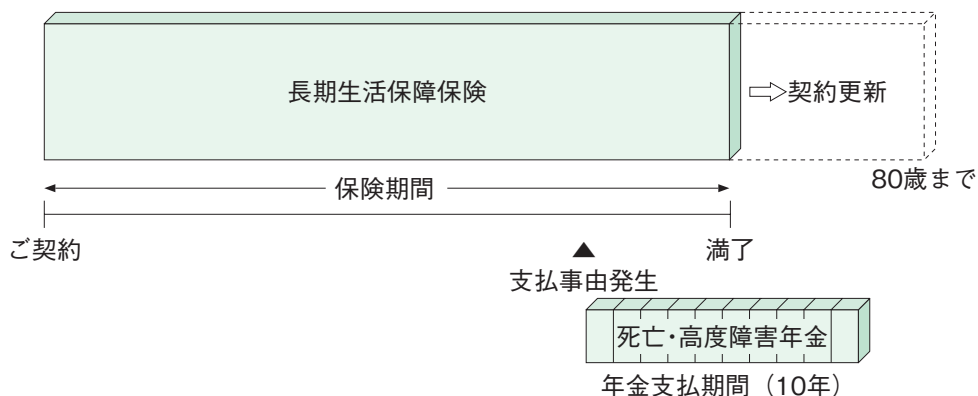 長期生活保障保険
⇨契約更新
80歳まで
保険期間
ご契約
満了
▲
支払事由発生
死亡・高度障害年金
年金支払期間（10年）